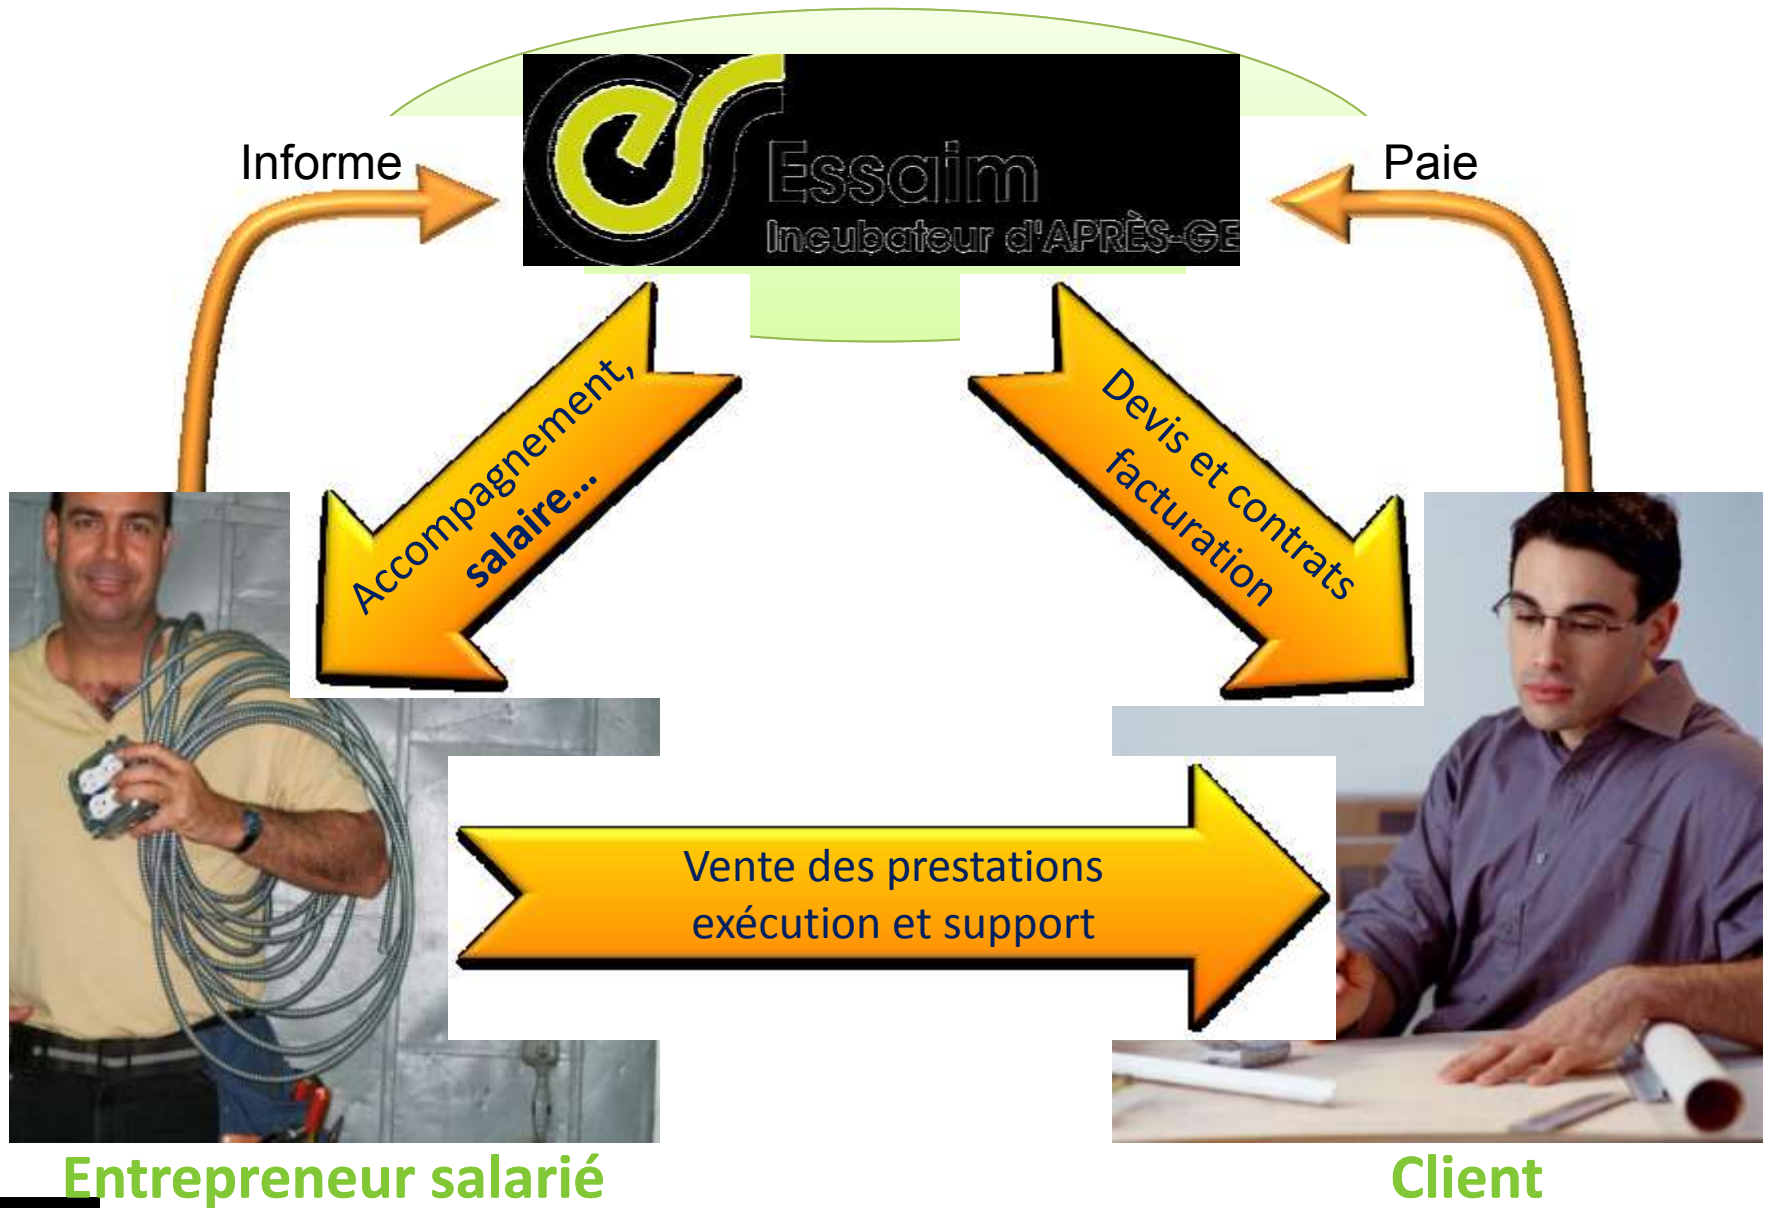 Essaim
Incubateur d'APRÈS-GE
Informe
Paie
Accompagnement,
salaire...
Devis et contrats
facturation
Vente des prestations
exécution et support
Entrepreneur salarié
Client